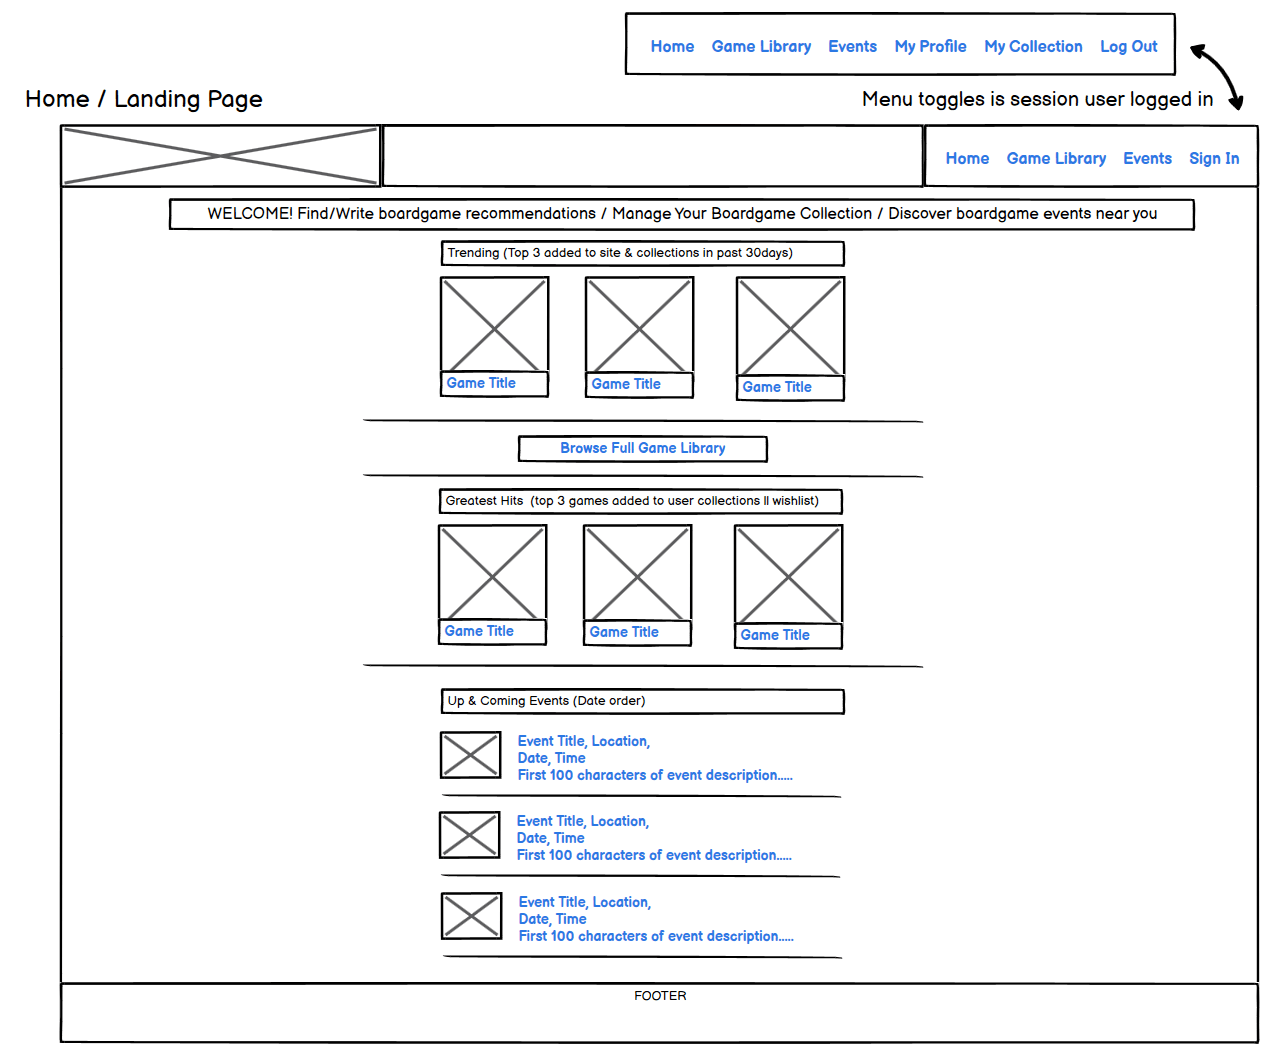 Home Game Library Events My Profile My Collection Log Out
Home / Landing Page
Menu toggles is session user logged in
Home Game Library Events Sign In
WELCOME! Find/Write boardgame recommendations / Manage Your Boardgame Collection / Discover boardgame events near you
Trending (Top 3 added to site & collections in past 30days)
Game Title Game Title Game Title
Browse Full Game Library
Greatest Hits (top 3 games added to user collections || wishlist)
Game Title Game Title Game Title
Up & Coming Events (Date order)
Event Title, Location,
Date, Time
First 100 characters of event description.....
Event Title, Location,
Date, Time
First 100 characters of event description.....
Event Title, Location,
Date, Time
First 100 characters of event description.....
FOOTER